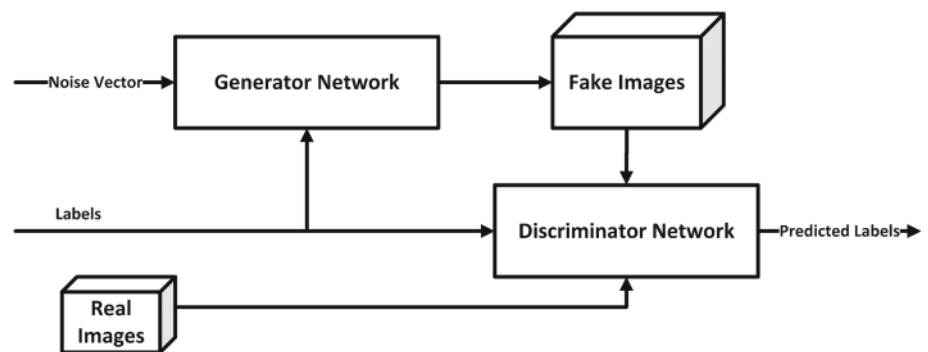 Noise Vector
Generator Network
Fake Images
Labels
Discriminator Network
Predicted Labels
Real
Images